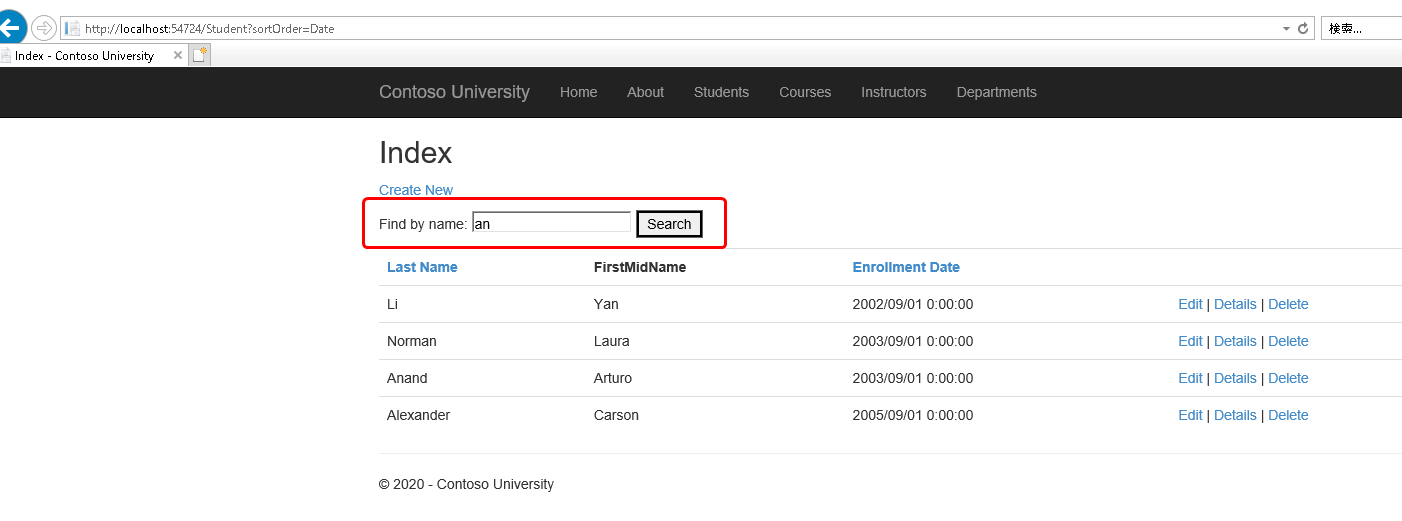 http://localhost:54724/Student?sortOrder=Date 検索...
Index - Contoso University
Contoso University Home About Students Courses Instructors Departments
Index
Create New
Find by name: an Search
Last Name FirstMidName Enrollment Date
Li Yan 2002/09/01 0:00:00 Edit | Details | Delete
Norman Laura 2003/09/01 0:00:00 Edit | Details | Delete
Anand Arturo 2003/09/01 0:00:00 Edit | Details | Delete
Alexander Carson 2005/09/01 0:00:00 Edit | Details | Delete
© 2020 - Contoso University